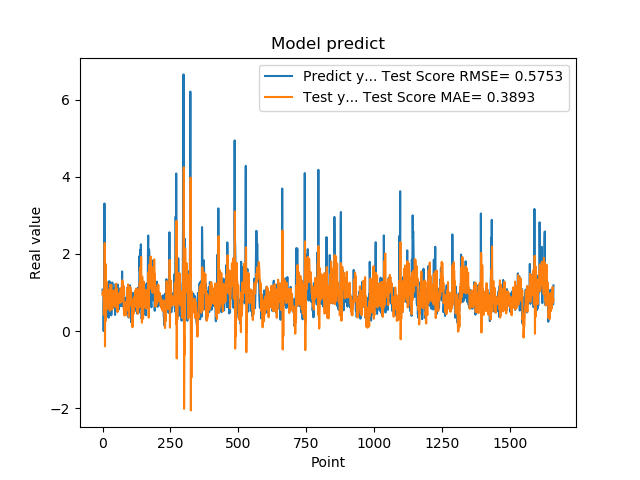 Model predict
Predict y... Test Score RMSE= 0.5753
Test y... Test Score MAE= 0.3893
6
4
2
0
−2
Real value
0 250 500 750 1000 1250 1500
Point